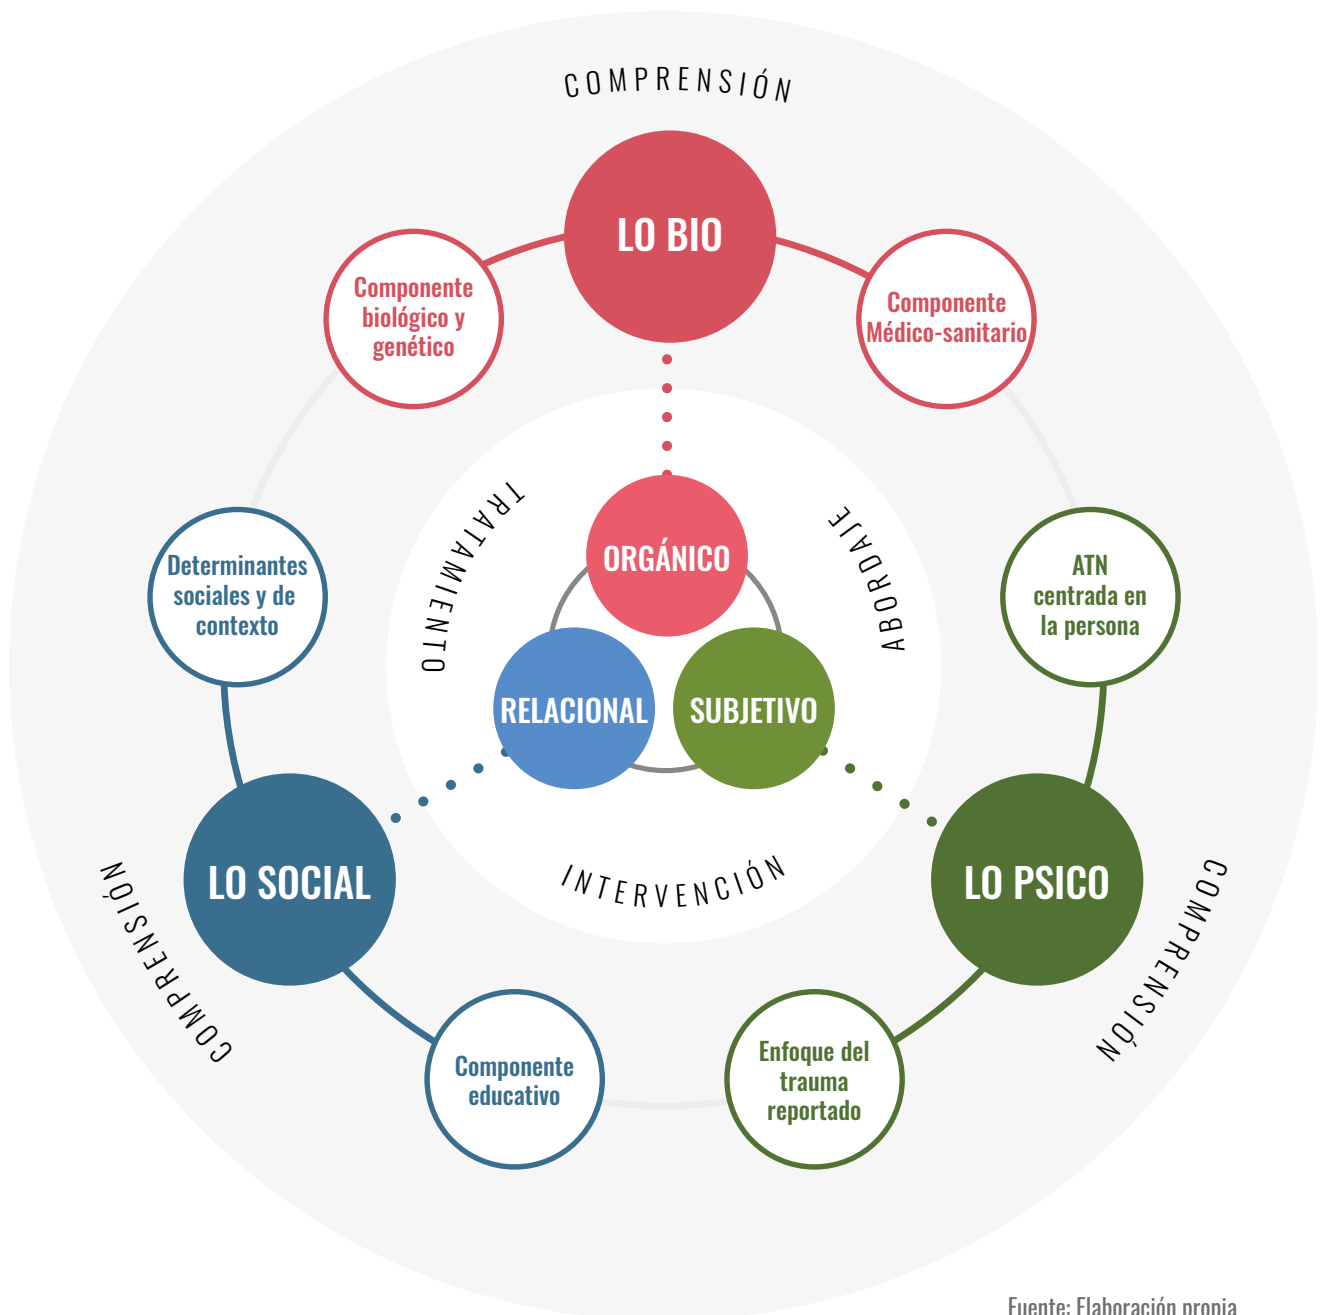 COMPRENSIÓN
LO BIO
Componente
biológico y
genético
Componente
Médico-sanitario
TRATAMIENTO
ABORDAJE
ORGÁNICO
Determinantes
sociales y de
contexto
ATN
centrada en
la persona
RELACIONAL
SUBJETIVO
INTERVENCIÓN
LO SOCIAL
LO PSICO
COMPRENSIÓN
COMPRENSIÓN
Componente
educativo
Enfoque del
trauma
reportado
Fuente: Elaboración propia